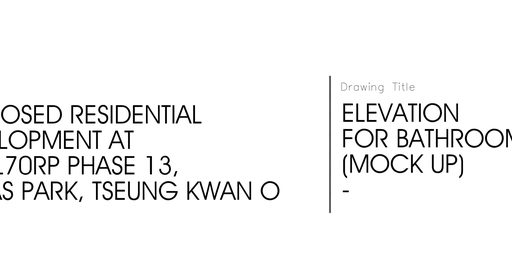 OSED RESIDENTIAL
LOPMENT AT
L70RP PHASE 13,
AS PARK, TSEUNG KWAN O
Drawing Title
ELEVATION
FOR BATHROOM
(MOCK UP)
-